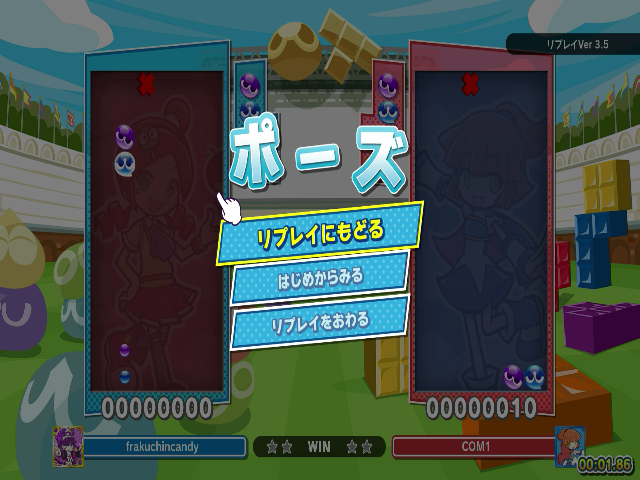 リプレイVer 3.5
ポーズ
リプレイにもどる
はじめからみる
リプレイをおわる
00000000
00000010
frakuchincandy
WIN
COM1
00:01.86